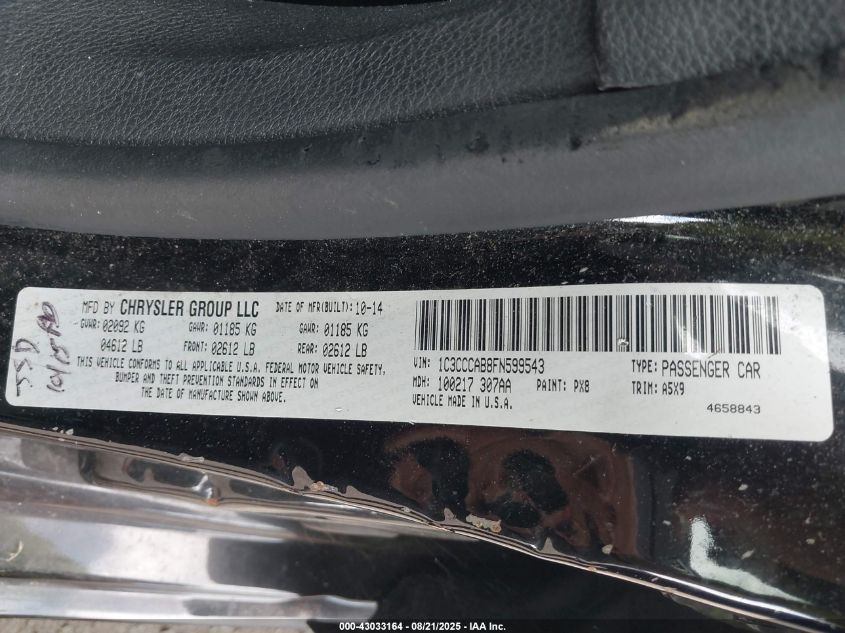 MFD BY CHRYSLER GROUP LLC DATE OF MFR(BUILT): 10-14
GVWR: 02092 KG GAWR: 01185 KG GAWR: 01185 KG
04612 LB FRONT: 02612 LB REAR: 02612 LB
THIS VEHICLE CONFORMS TO ALL APPLICABLE U.S.A. FEDERAL MOTOR VEHICLE SAFETY,
BUMPER AND THEFT PREVENTION STANDARDS IN EFFECT ON
THE DATE OF MANUFACTURE SHOWN ABOVE.
VIN: 1C3CCCAB9FN599543 TYPE: PASSENGER CAR
MDH: 100217 307AA PAINT: PX8 TRIM: A5X9
VEHICLE MADE IN U.S.A.
4658843
000-43033164 - 08/21/2025 - IAA Inc.